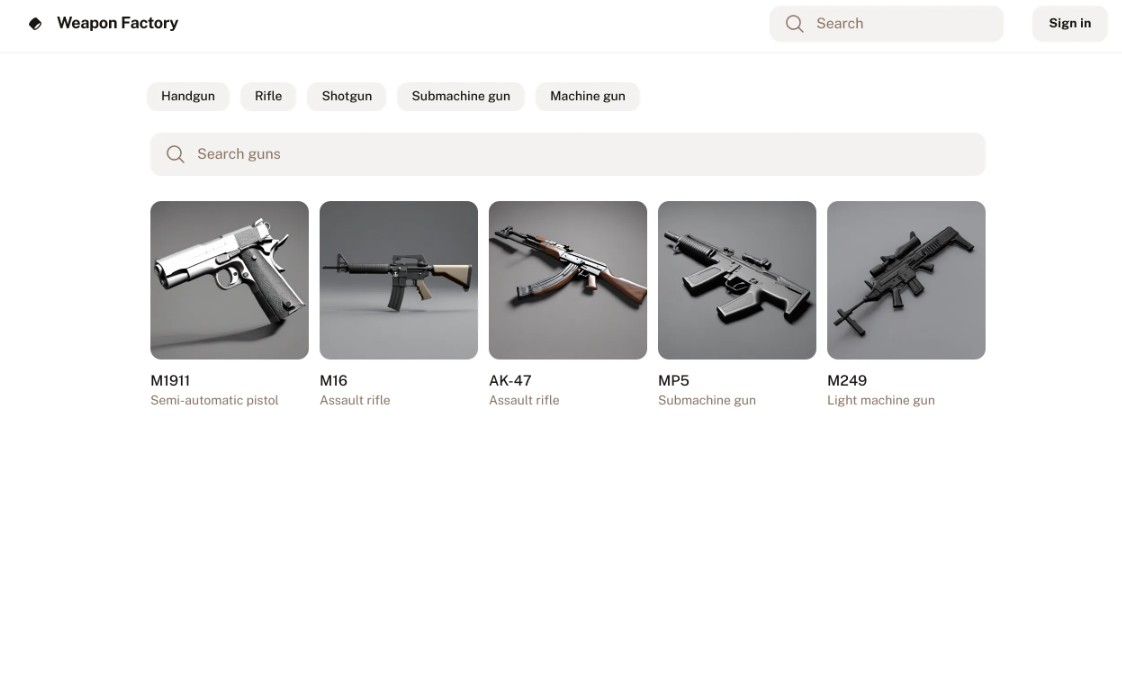 Weapon Factory
Search
Sign in
Handgun
Rifle
Shotgun
Submachine gun
Machine gun
Search guns
M1911
Semi-automatic pistol
M16
Assault rifle
AK-47
Assault rifle
MP5
Submachine gun
M249
Light machine gun